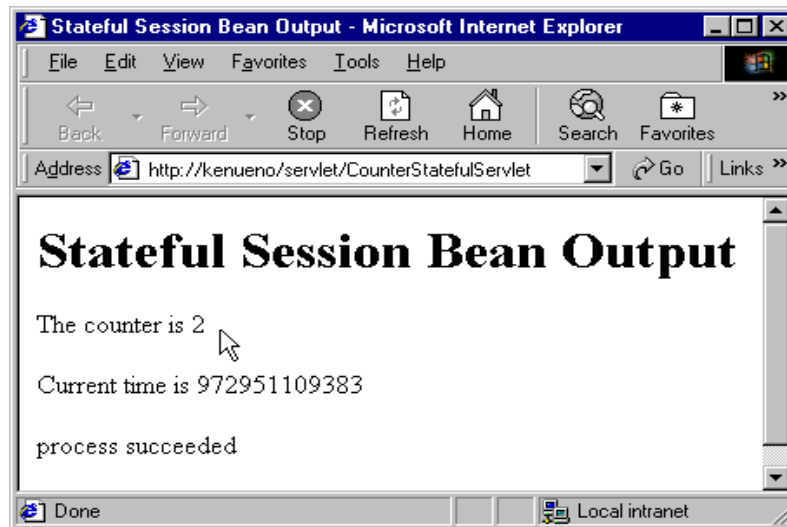 Stateful Session Bean Output - Microsoft Internet Explorer
File Edit View Favorites Tools Help
Back Forward Stop Refresh Home Search Favorites »
Address http://kenueno/servlet/CounterStatefulServlet Go Links »
Stateful Session Bean Output
The counter is 2
Current time is 972951109383
process succeeded
Done Local intranet